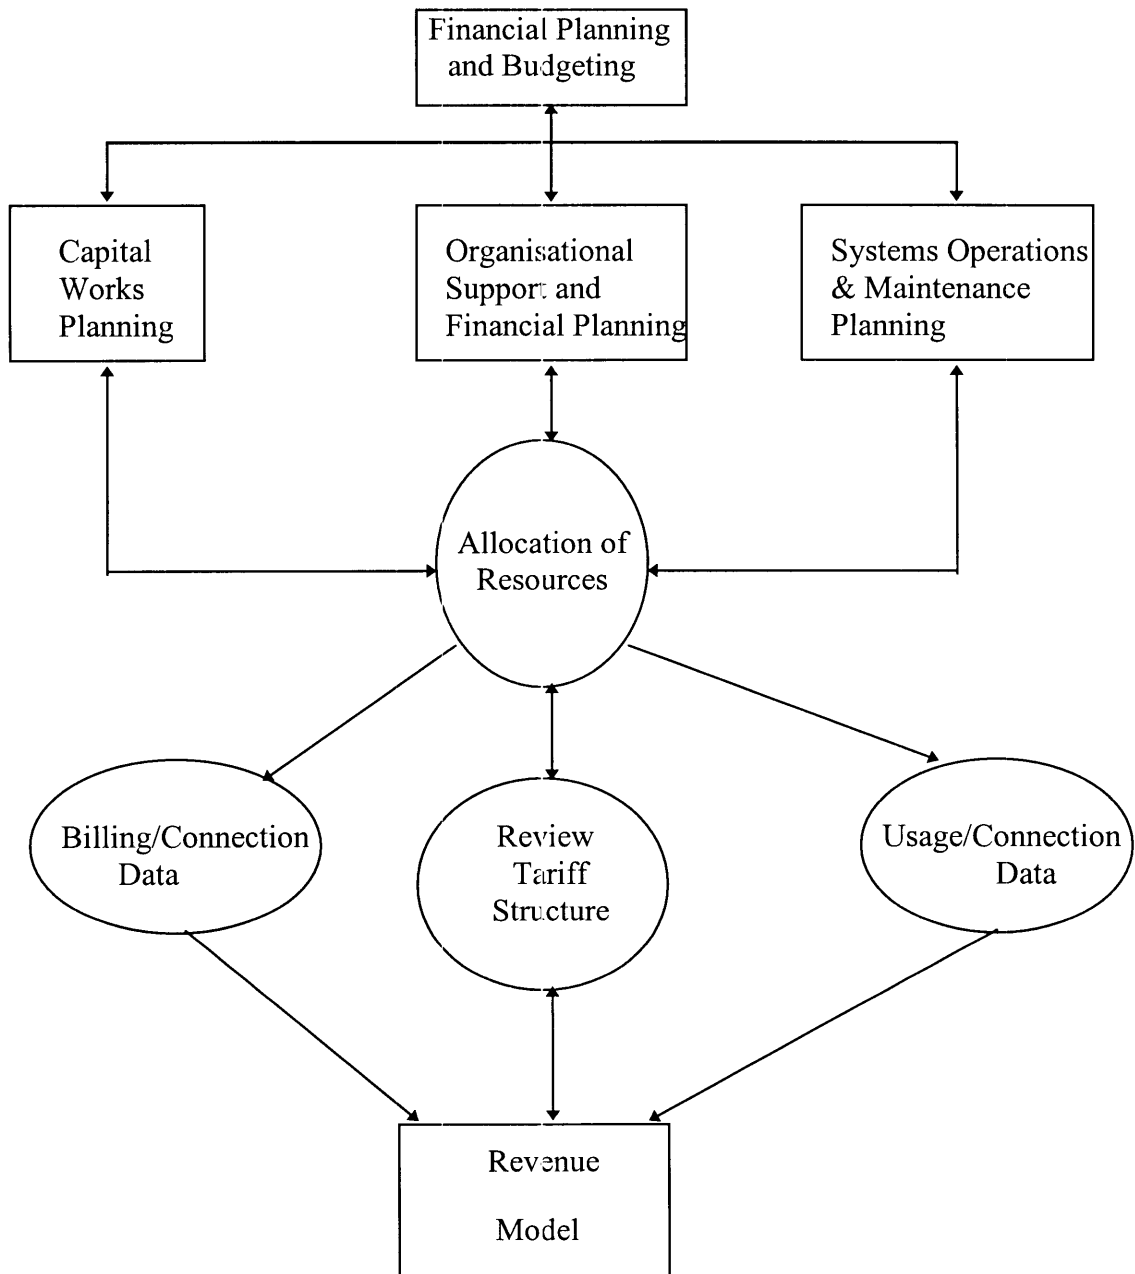 Financial Planning
and Budgeting
Capital
Works
Planning
Organisational
Support and
Financial Planning
Systems Operations
& Maintenance
Planning
Allocation of
Resources
Billing/Connection
Data
Review
Tariff
Structure
Usage/Connection
Data
Revenue
Model